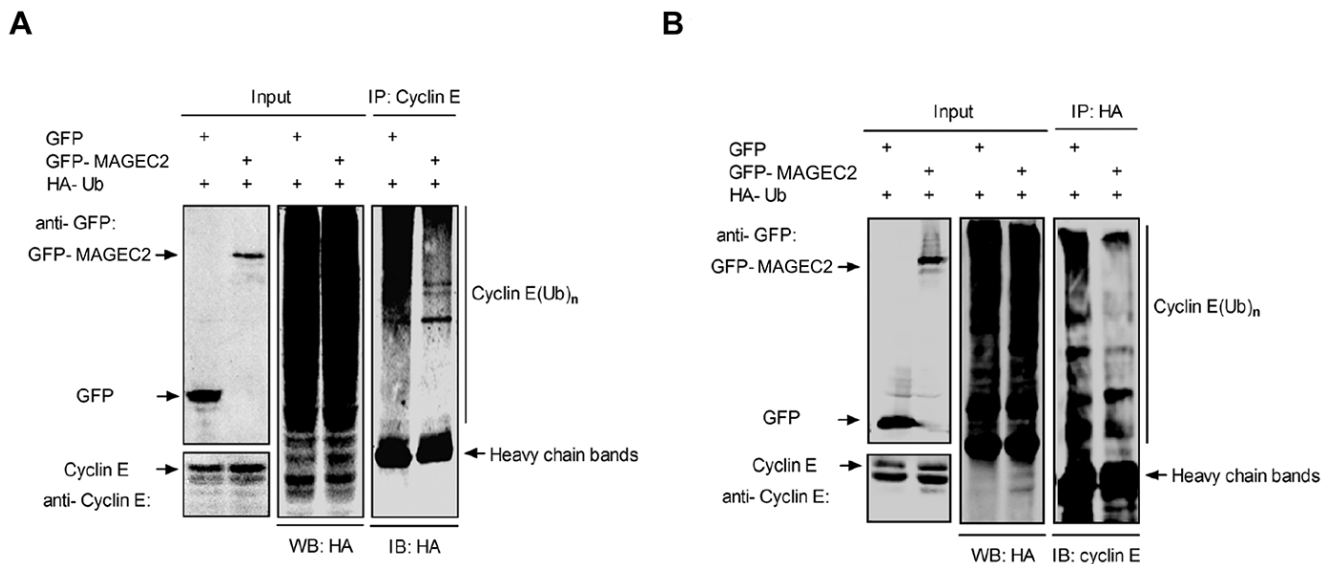 A
Input
IP: Cyclin E
GFP + + +
GFP- MAGEC2 + + +
HA- Ub + + + + + +
anti- GFP:
GFP- MAGEC2
Cyclin E(Ub)n
GFP
Heavy chain bands
Cyclin E
anti- Cyclin E:
WB: HA
IB: HA
B
Input
IP: HA
GFP + + +
GFP- MAGEC2 + + +
HA- Ub + + + + + +
anti- GFP:
GFP- MAGEC2
Cyclin E(Ub)n
GFP
Cyclin E
Heavy chain bands
anti- Cyclin E:
WB: HA
IB: cyclin E